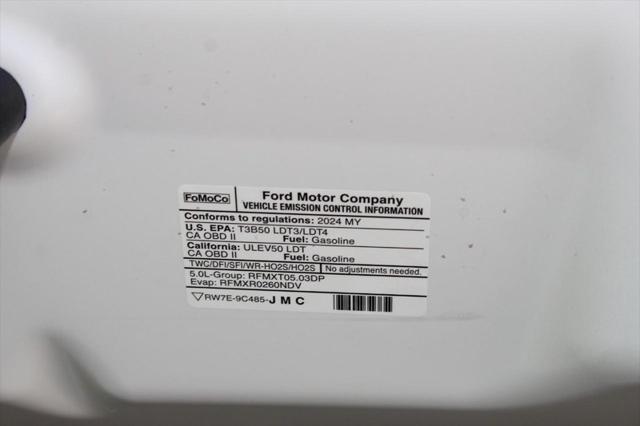 FoMoCo Ford Motor Company
VEHICLE EMISSION CONTROL INFORMATION
Conforms to regulations: 2024 MY
U.S. EPA: T3B50 LDT3/LDT4
CA OBD II Fuel: Gasoline
California: ULEV50 LDT
CA OBD II Fuel: Gasoline
TWC/DFI/SFI/WR-HO2S/HO2S No adjustments needed.
5.0L-Group: RFMXT05.03DP
Evap: RFMXR0260NDV
RW7E-9C485-JMC